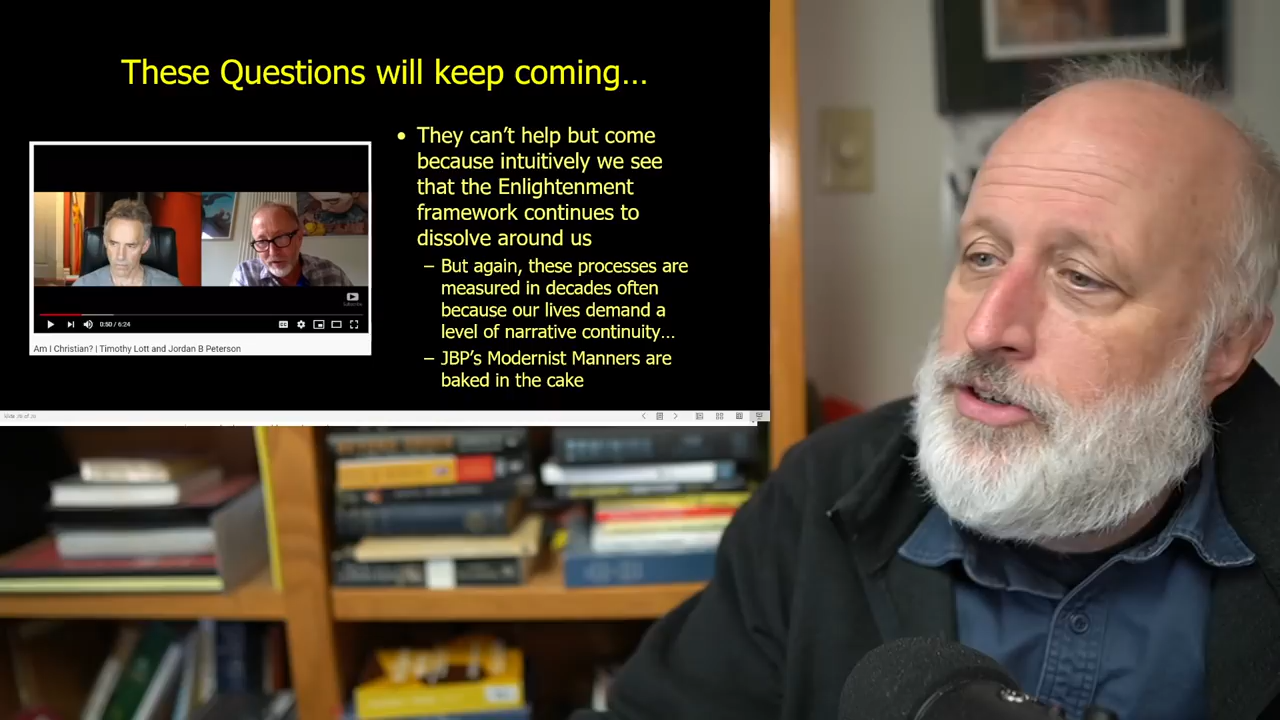 These Questions will keep coming...
• They can't help but come
because intuitively we see
that the Enlightenment
framework continues to
dissolve around us
– But again, these processes are
measured in decades often
because our lives demand a
level of narrative continuity...
– JBP's Modernist Manners are
baked in the cake
Subscribe
0:50 / 6:24
Am I Christian? | Timothy Lott and Jordan B Peterson